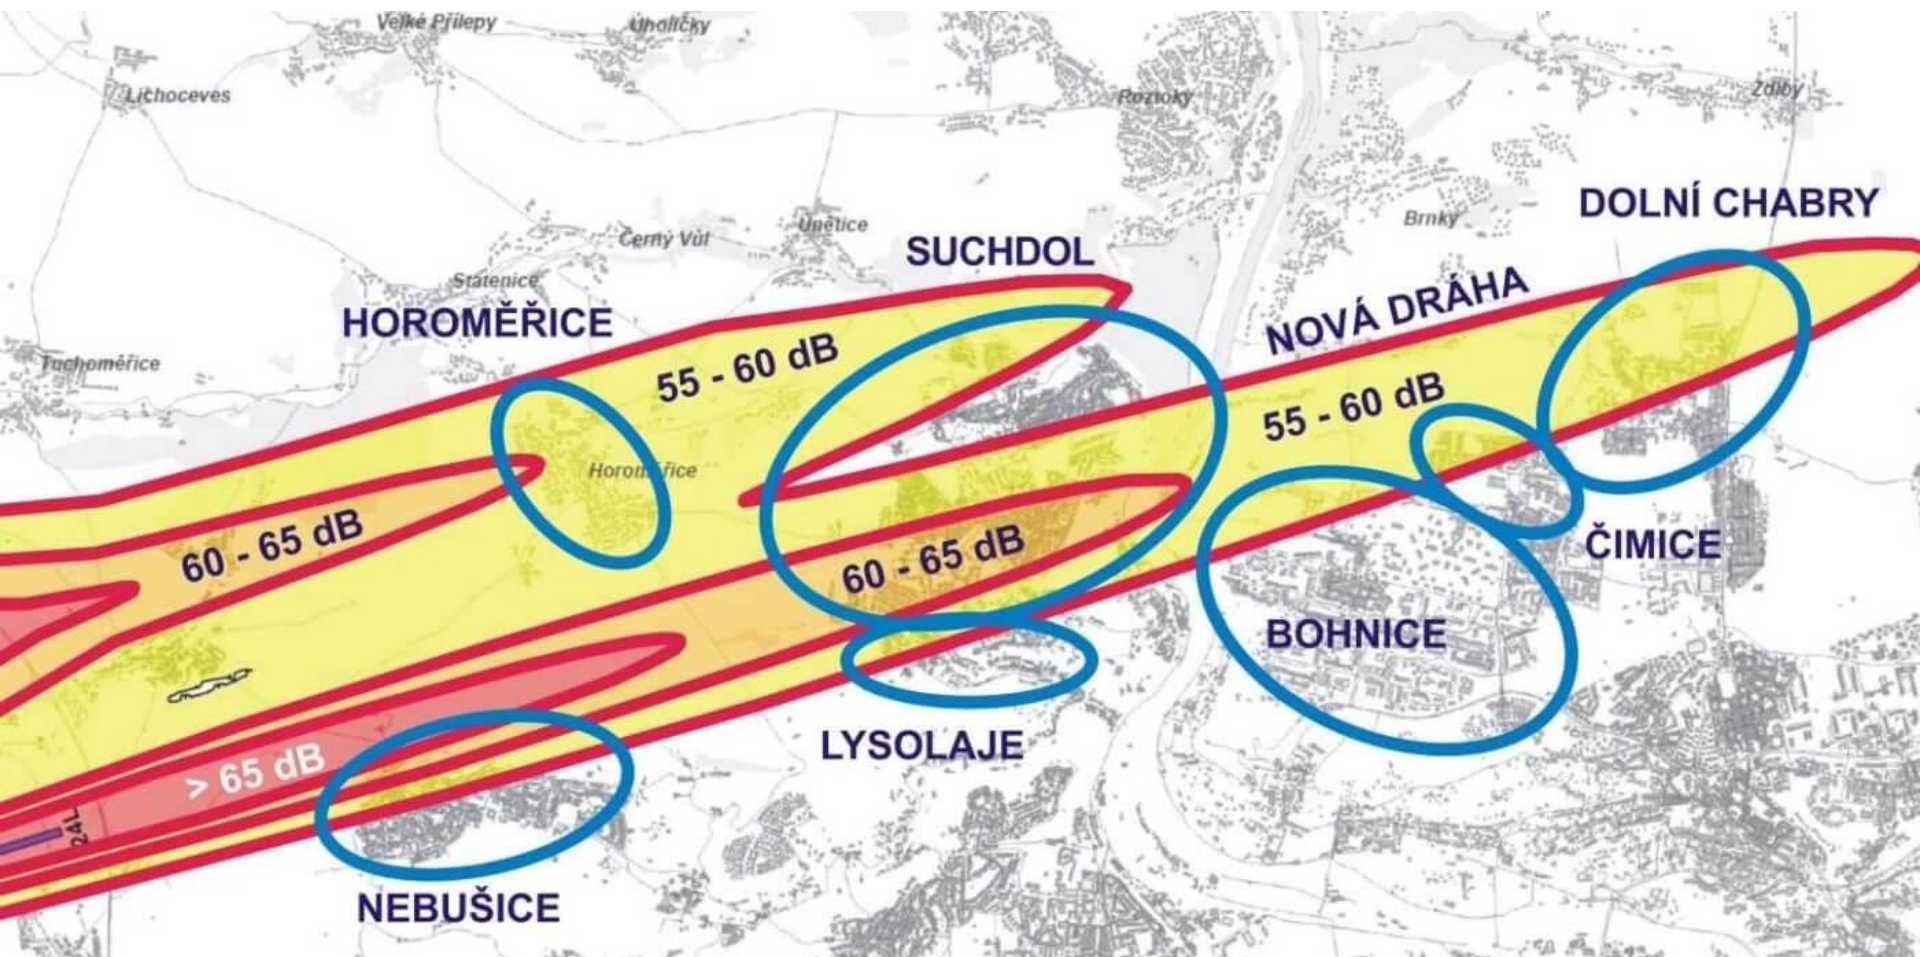 Velké Přílepy
Úholičky
Lichoceves
Roztoky
Zdiby
DOLNÍ CHABRY
Únětice
Brnky
Černý Vůl
SUCHDOL
Statenice
NOVÁ DRÁHA
HOROMĚŘICE
Tuchoměřice
55 - 60 dB
55 - 60 dB
Horoměřice
60 - 65 dB
60 - 65 dB
ČIMICE
BOHNICE
LYSOLAJE
> 65 dB
24L
NEBUŠICE